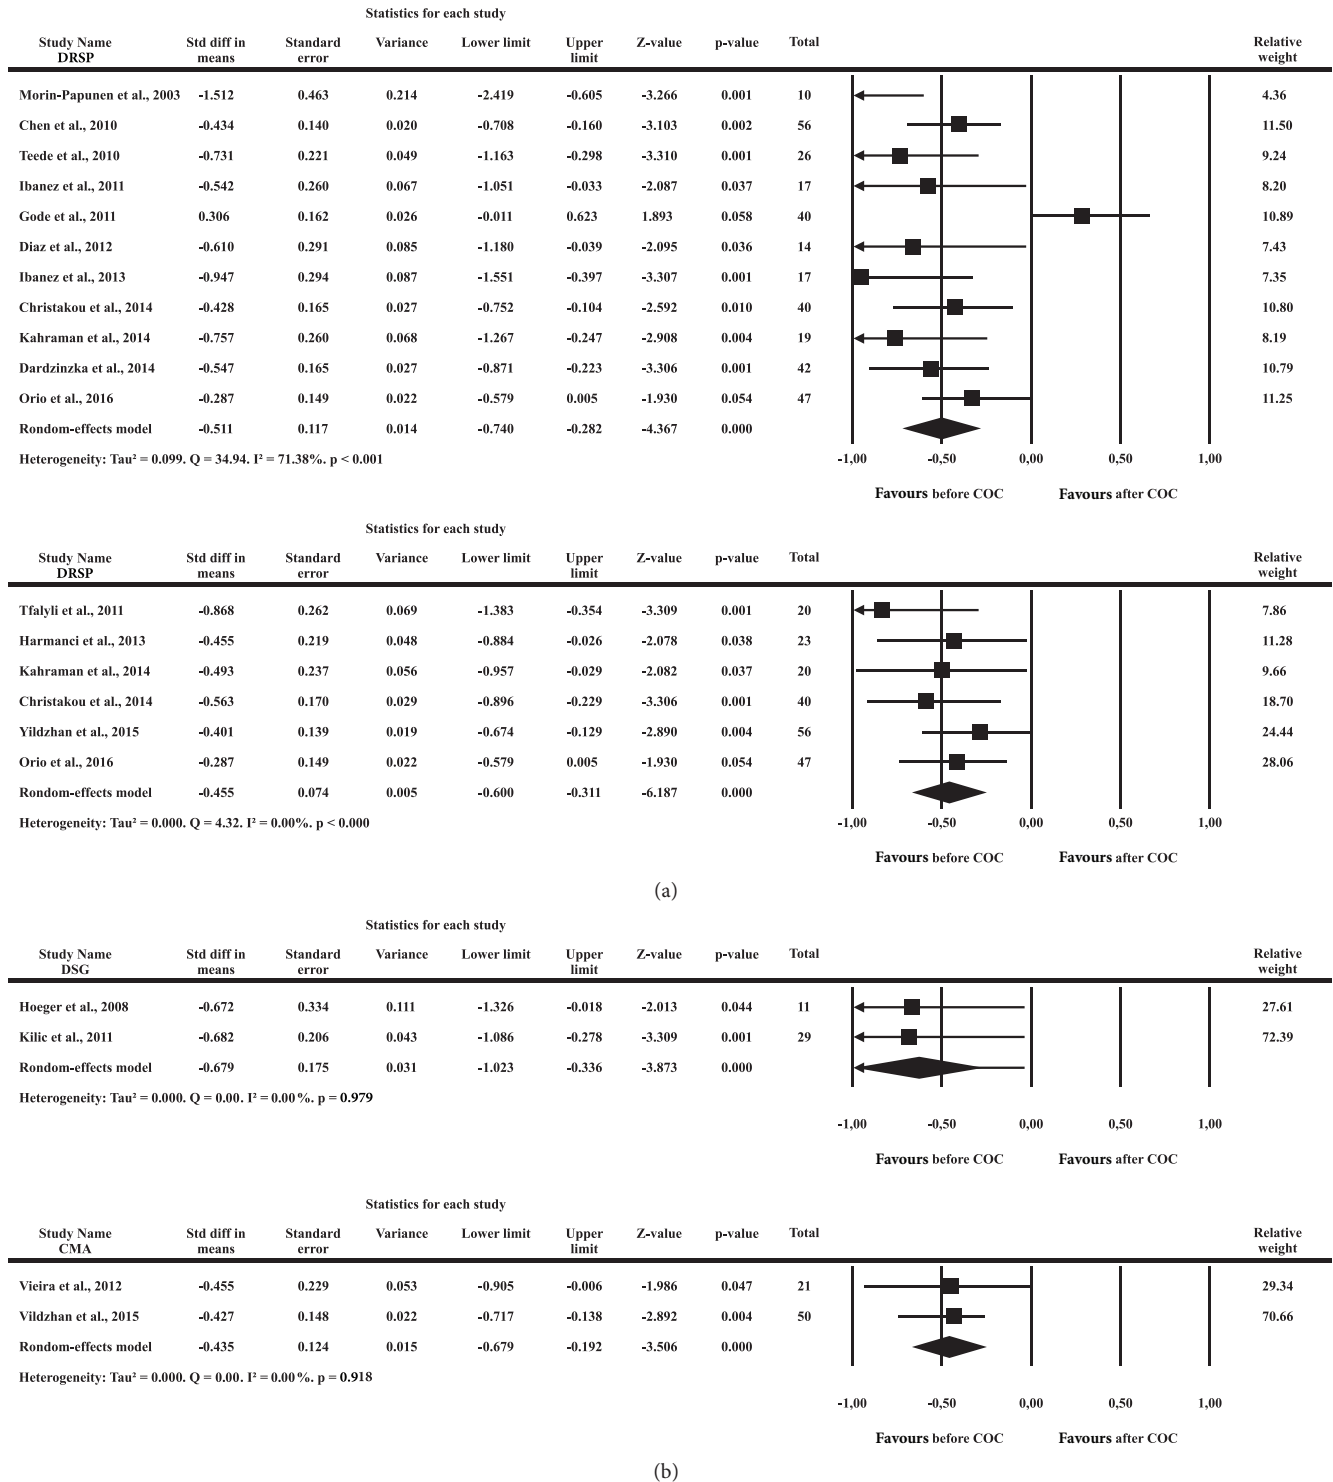 Statistics for each study
Study Name Std diff in Standard Variance Lower limit Upper Z-value p-value Total Relative
DRSP means error limit weight
Morin-Papunen et al., 2003 -1.512 0.463 0.214 -2.419 -0.605 -3.266 0.001 10 4.36
Chen et al., 2010 -0.434 0.140 0.020 -0.708 -0.160 -3.103 0.002 56 11.50
Teede et al., 2010 -0.731 0.221 0.049 -1.163 -0.298 -3.310 0.001 26 9.24
Ibanez et al., 2011 -0.542 0.260 0.067 -1.051 -0.033 -2.087 0.037 17 8.20
Gode et al., 2011 0.306 0.162 0.026 -0.011 0.623 1.893 0.058 40 10.89
Diaz et al., 2012 -0.610 0.291 0.085 -1.180 -0.039 -2.095 0.036 14 7.43
Ibanez et al., 2013 -0.947 0.294 0.087 -1.551 -0.397 -3.307 0.001 17 7.35
Christakou et al., 2014 -0.428 0.165 0.027 -0.752 -0.104 -2.592 0.010 40 10.80
Kahraman et al., 2014 -0.757 0.260 0.068 -1.267 -0.247 -2.908 0.004 19 8.19
Dardzinzka et al., 2014 -0.547 0.165 0.027 -0.871 -0.223 -3.306 0.001 42 10.79
Orio et al., 2016 -0.287 0.149 0.022 -0.579 0.005 -1.930 0.054 47 11.25
Rondom-effects model -0.511 0.117 0.014 -0.740 -0.282 -4.367 0.000
Heterogeneity: Tau² = 0.099. Q = 34.94. I² = 71.38%. p < 0.001 -1,00 -0,50 0,00 0,50 1,00
Favours before COC Favours after COC
Statistics for each study
Study Name Std diff in Standard Variance Lower limit Upper Z-value p-value Total Relative
DRSP means error limit weight
Tfalyli et al., 2011 -0.868 0.262 0.069 -1.383 -0.354 -3.309 0.001 20 7.86
Harmanci et al., 2013 -0.455 0.219 0.048 -0.884 -0.026 -2.078 0.038 23 11.28
Kahraman et al., 2014 -0.493 0.237 0.056 -0.957 -0.029 -2.082 0.037 20 9.66
Christakou et al., 2014 -0.563 0.170 0.029 -0.896 -0.229 -3.306 0.001 40 18.70
Yildzhan et al., 2015 -0.401 0.139 0.019 -0.674 -0.129 -2.890 0.004 56 24.44
Orio et al., 2016 -0.287 0.149 0.022 -0.579 0.005 -1.930 0.054 47 28.06
Rondom-effects model -0.455 0.074 0.005 -0.600 -0.311 -6.187 0.000
Heterogeneity: Tau² = 0.000. Q = 4.32. I² = 0.00%. p < 0.000 -1,00 -0,50 0,00 0,50 1,00
Favours before COC Favours after COC
(a)
Statistics for each study
Study Name Std diff in Standard Variance Lower limit Upper Z-value p-value Total Relative
DSG means error limit weight
Hoeger et al., 2008 -0.672 0.334 0.111 -1.326 -0.018 -2.013 0.044 11 27.61
Kilic et al., 2011 -0.682 0.206 0.043 -1.086 -0.278 -3.309 0.001 29 72.39
Rondom-effects model -0.679 0.175 0.031 -1.023 -0.336 -3.873 0.000
Heterogeneity: Tau² = 0.000. Q = 0.00. I² = 0.00%. p = 0.979
-1,00 -0,50 0,00 0,50 1,00
Favours before COC Favours after COC
Statistics for each study
Study Name Std diff in Standard Variance Lower limit Upper Z-value p-value Total Relative
CMA means error limit weight
Vieira et al., 2012 -0.455 0.229 0.053 -0.905 -0.006 -1.986 0.047 21 29.34
Vildzhan et al., 2015 -0.427 0.148 0.022 -0.717 -0.138 -2.892 0.004 50 70.66
Rondom-effects model -0.435 0.124 0.015 -0.679 -0.192 -3.506 0.000
Heterogeneity: Tau² = 0.000. Q = 0.00. I² = 0.00%. p = 0.918
-1,00 -0,50 0,00 0,50 1,00
Favours before COC Favours after COC
(b)